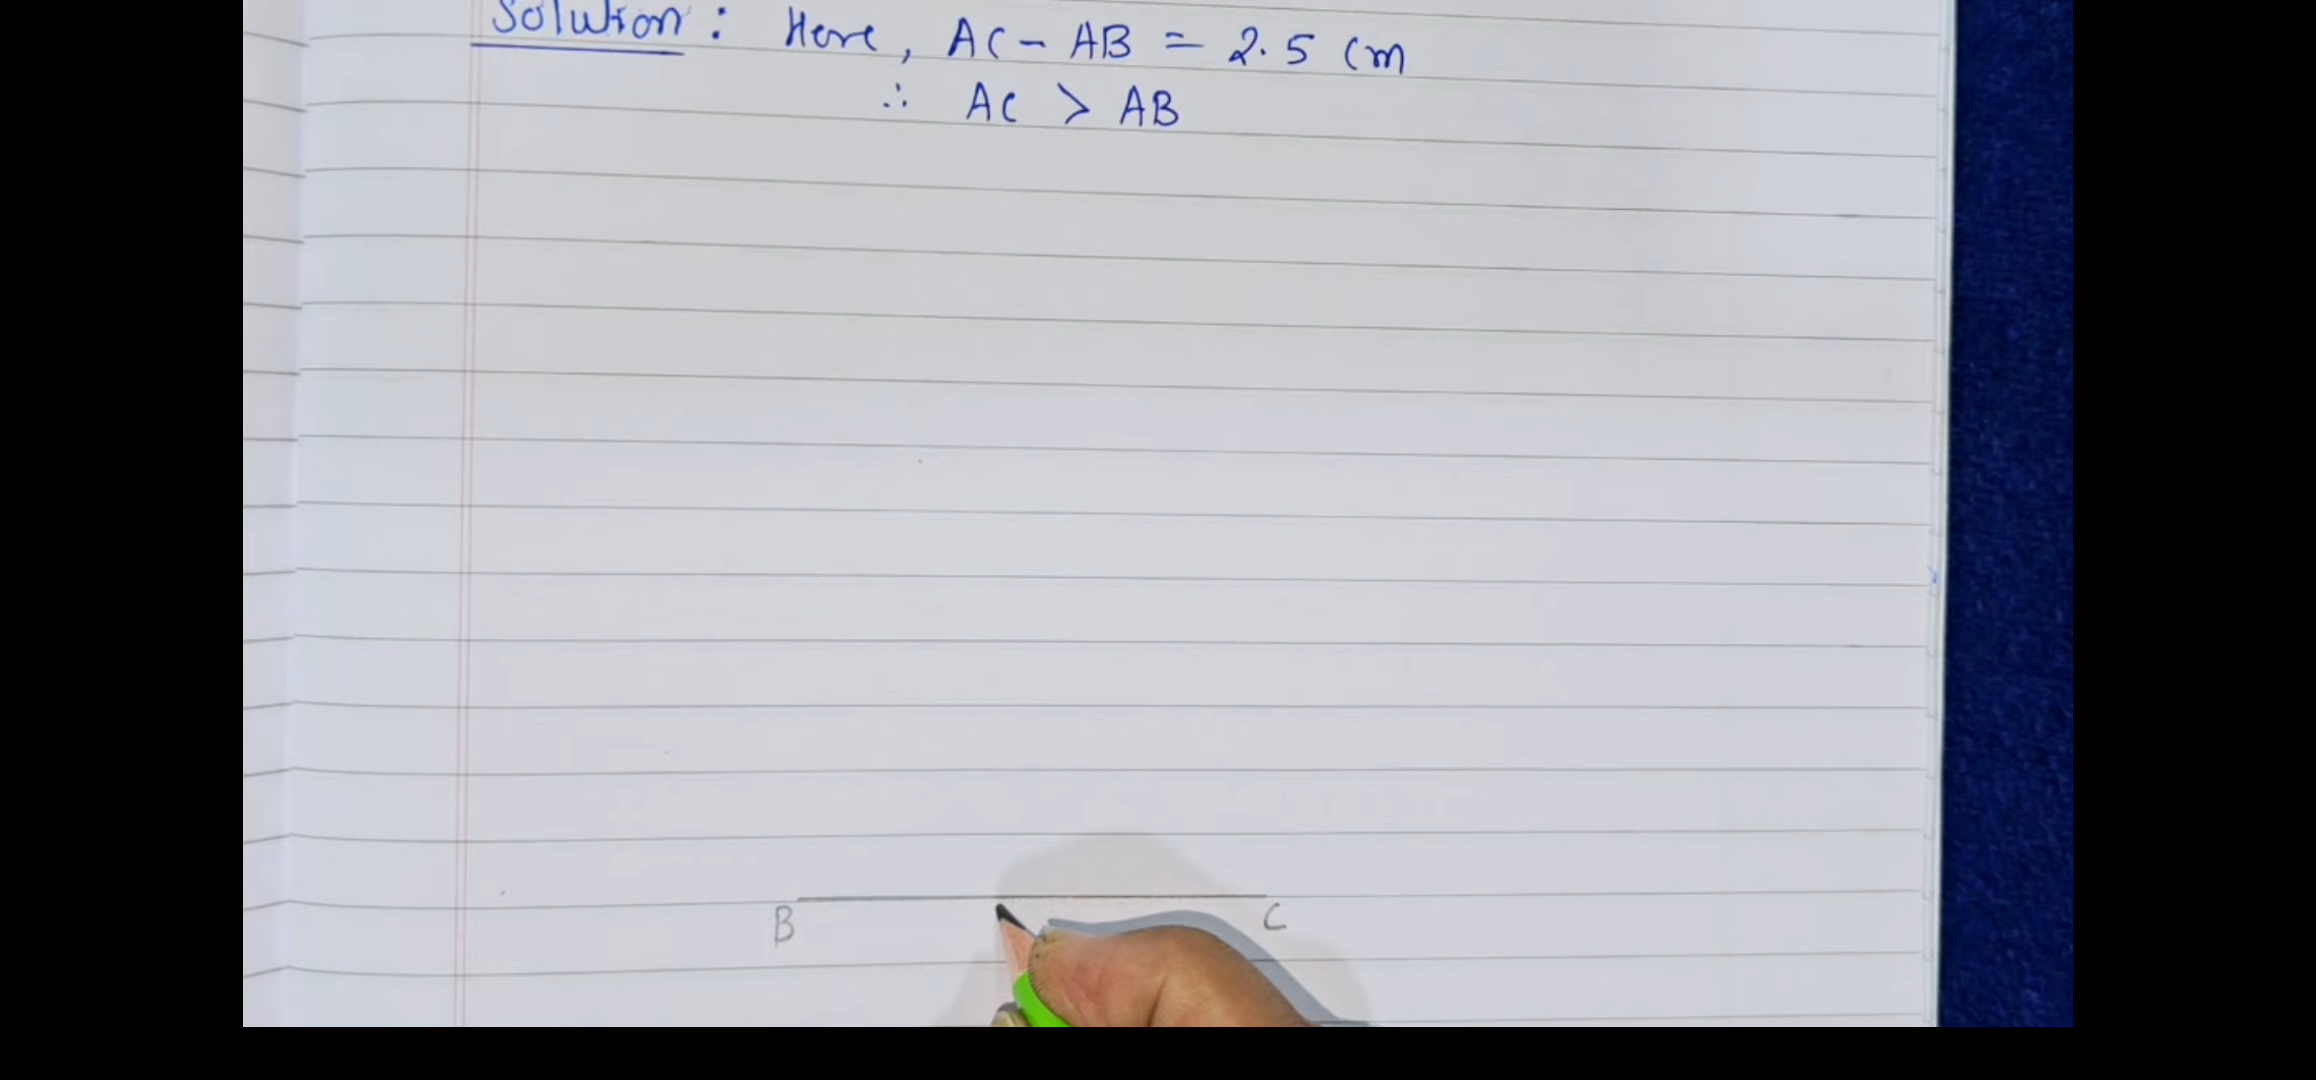 Solution : Here, AC - AB = 2.5 cm
∴ AC > AB
B C